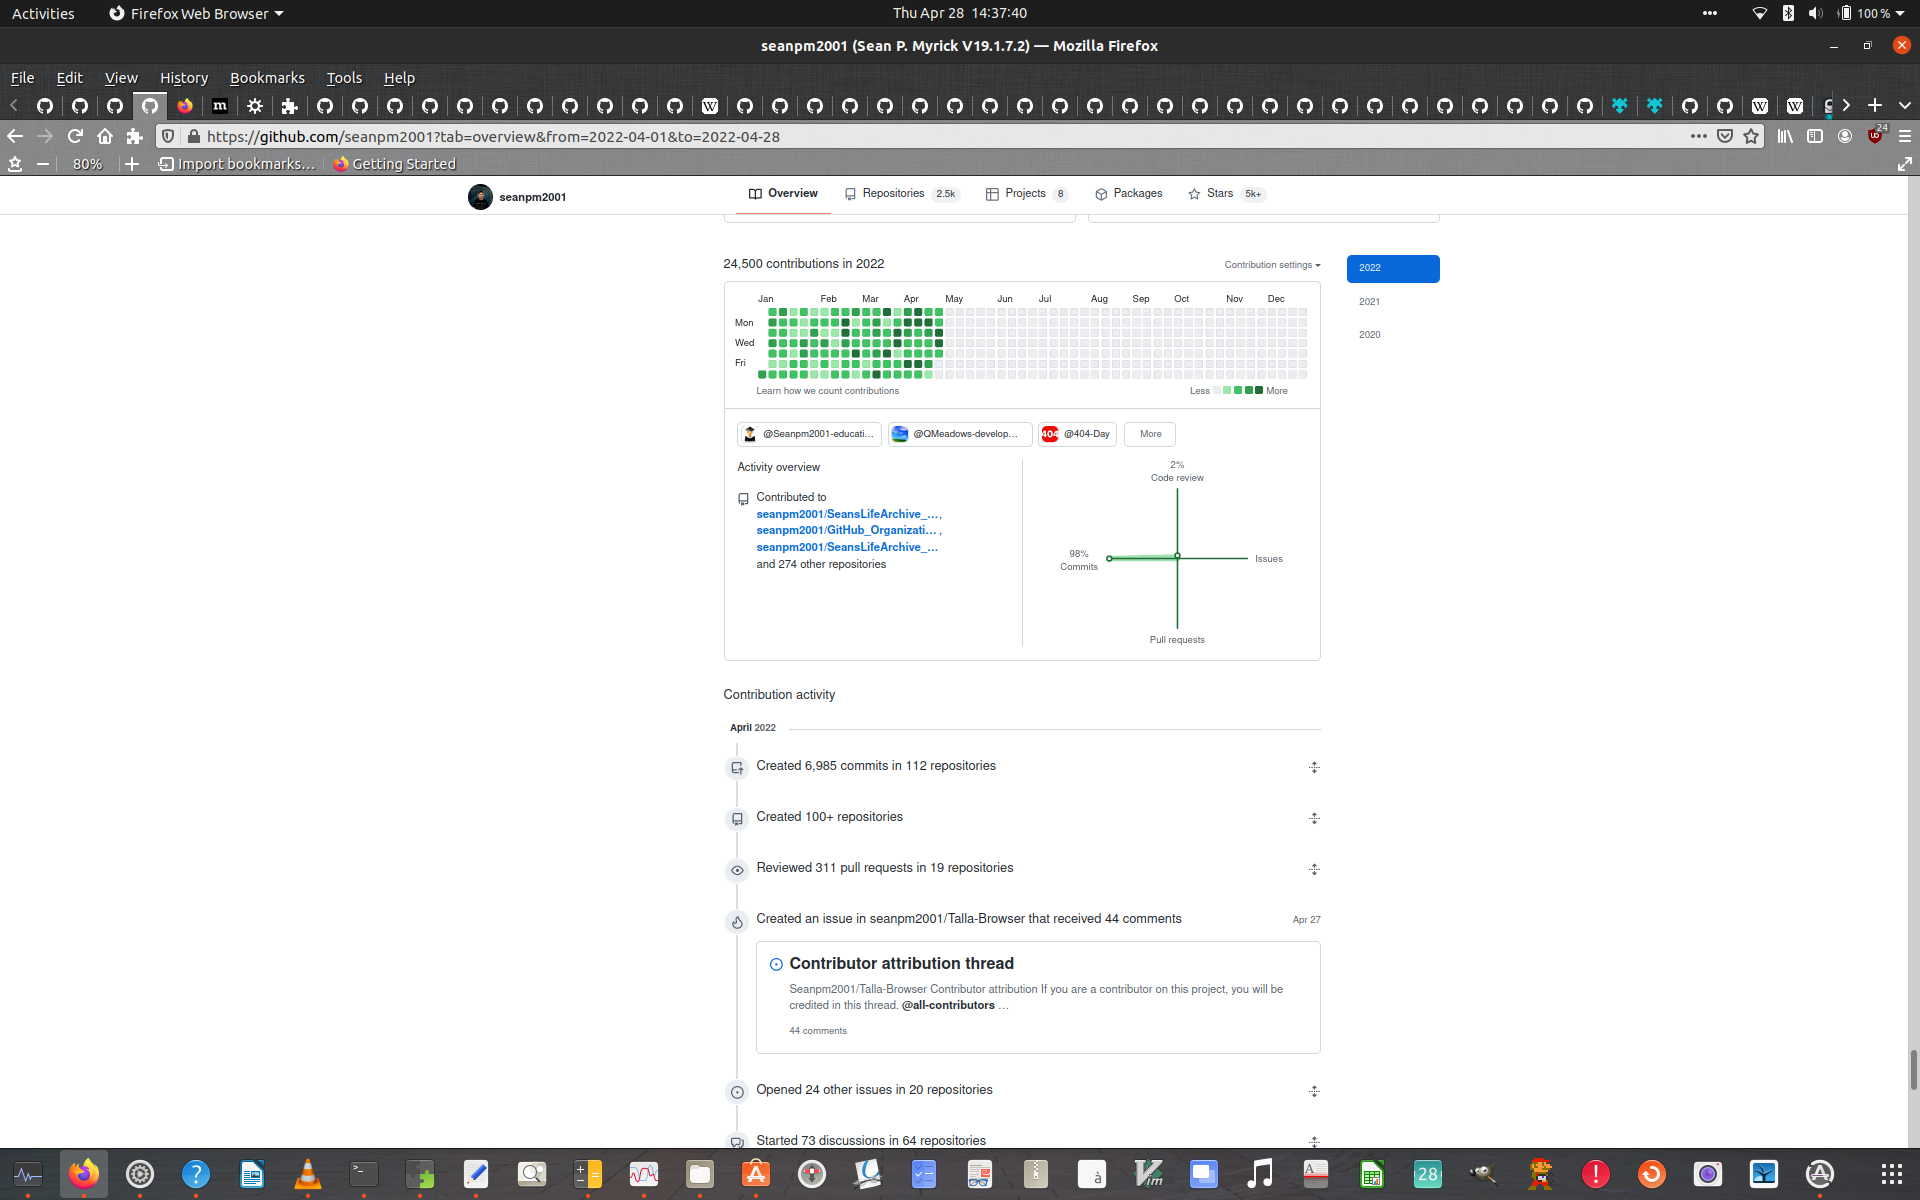 Activities
Firefox Web Browser
Thu Apr 28 14:37:40
100 %
seanpm2001 (Sean P. Myrick V19.1.7.2) — Mozilla Firefox
File Edit View History Bookmarks Tools Help
https://github.com/seanpm2001?tab=overview&from=2022-04-01&to=2022-04-28
24
80%
Import bookmarks...
Getting Started
seanpm2001
Overview
Repositories 2.5k
Projects 8
Packages
Stars 5k+
24,500 contributions in 2022
Contribution settings
2022
2021
2020
Jan Feb Mar Apr May Jun Jul Aug Sep Oct Nov Dec
Mon
Wed
Fri
Learn how we count contributions
Less
More
@Seanpm2001-educati...
@QMeadows-develop...
404
@404-Day
More
Activity overview
Contributed to
seanpm2001/SeansLifeArchive_...,
seanpm2001/GitHub_Organizati... ,
seanpm2001/SeansLifeArchive_...
and 274 other repositories
2%
Code review
98%
Commits
Issues
Pull requests
Contribution activity
April 2022
Created 6,985 commits in 112 repositories
Created 100+ repositories
Reviewed 311 pull requests in 19 repositories
Created an issue in seanpm2001/Talla-Browser that received 44 comments
Apr 27
Contributor attribution thread
Seanpm2001/Talla-Browser Contributor attribution If you are a contributor on this project, you will be
credited in this thread. @all-contributors ...
44 comments
Opened 24 other issues in 20 repositories
Started 73 discussions in 64 repositories
28